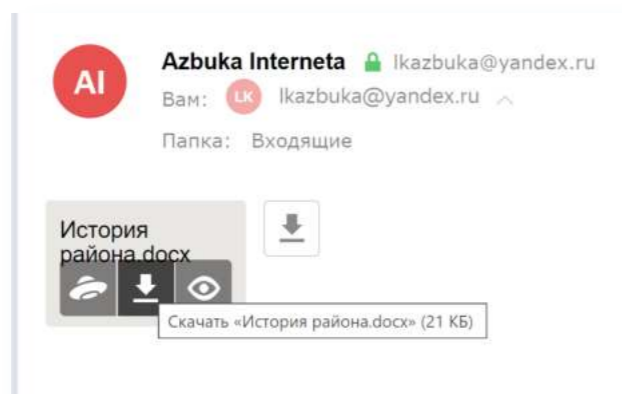 AI
Azbuka Interneta lkazbuka@yandex.ru
Вам: LK lkazbuka@yandex.ru
Папка: Входящие
История
района.docx
Скачать «История района.docx» (21 КБ)